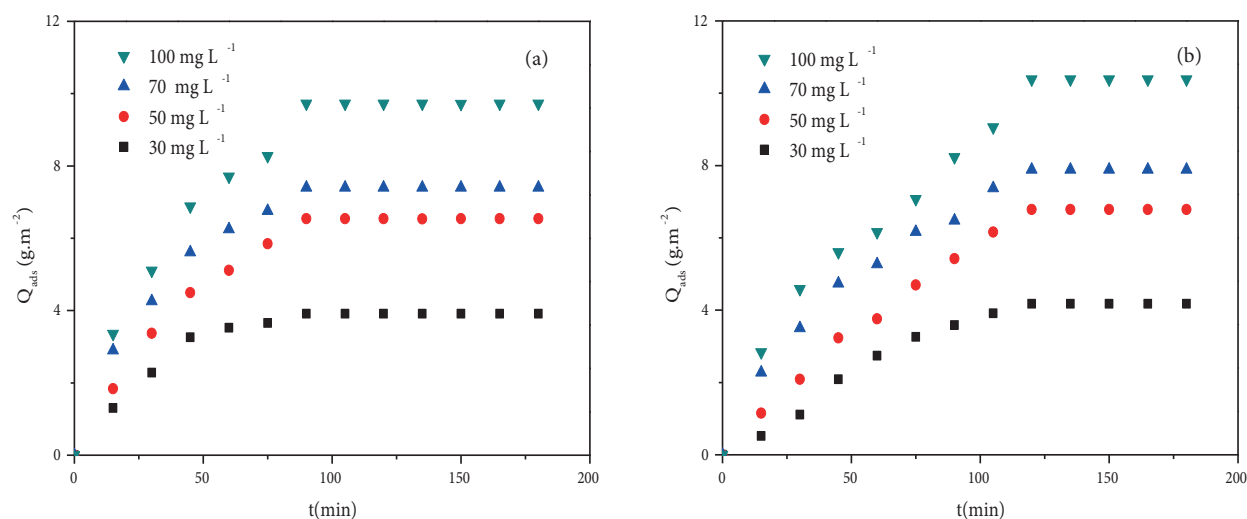 12
8
4
0
Q_ads (g.m⁻²)
100 mg L ⁻¹
70 mg L ⁻¹
50 mg L ⁻¹
30 mg L ⁻¹
(a)
0 50 100 150 200
t(min)
12
8
4
0
Q_ads (g.m⁻²)
100 mg L ⁻¹
70 mg L ⁻¹
50 mg L ⁻¹
30 mg L ⁻¹
(b)
0 50 100 150 200
t(min)